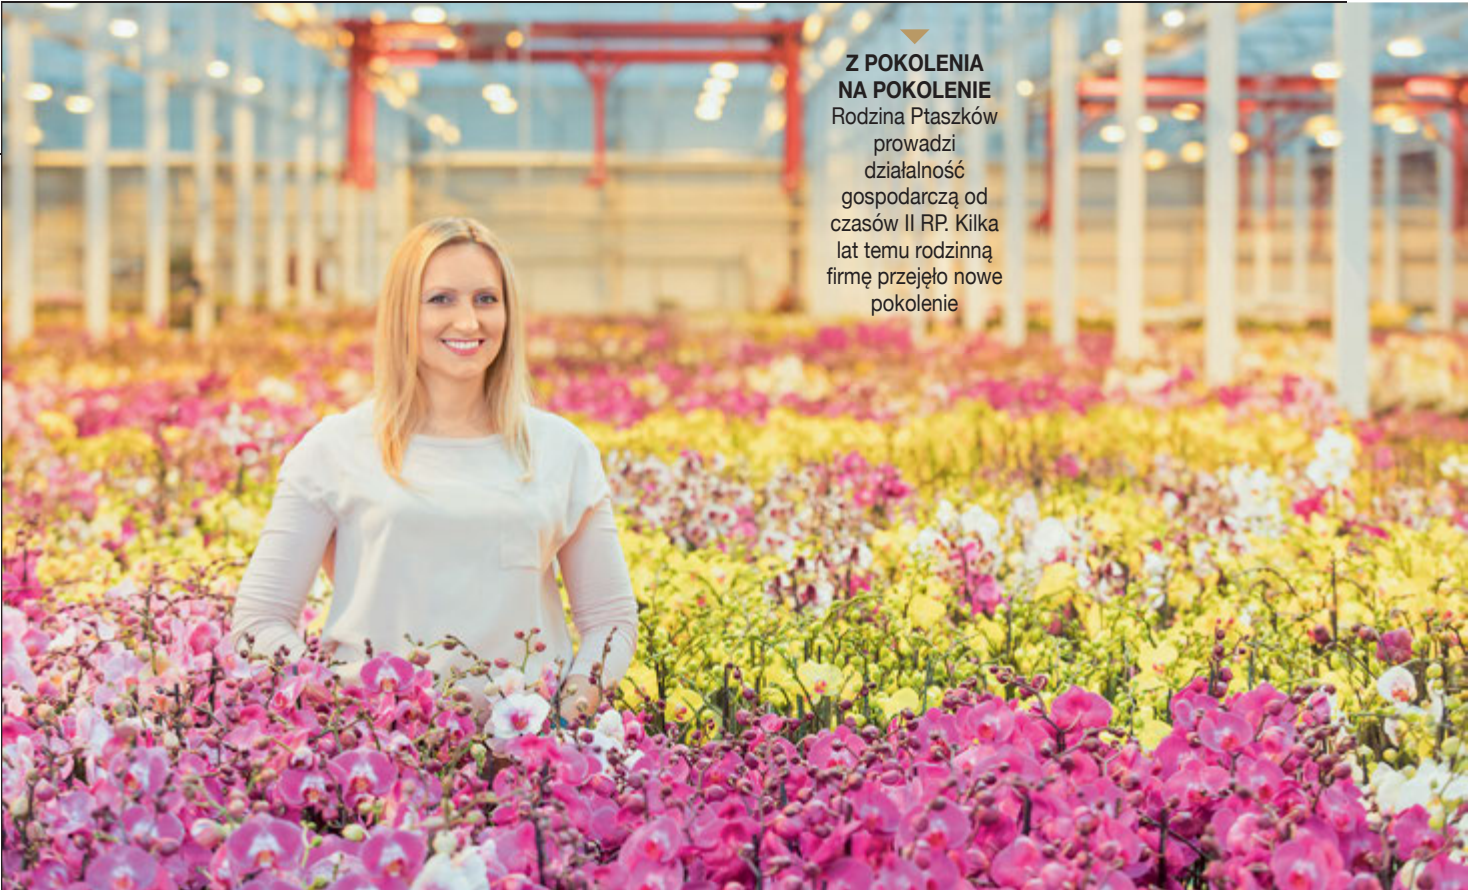 Z POKOLENIA
NA POKOLENIE
Rodzina Ptaszków
prowadzi
działalność
gospodarczą od
czasów II RP. Kilka
lat temu rodzinną
firmę przejęło nowe
pokolenie